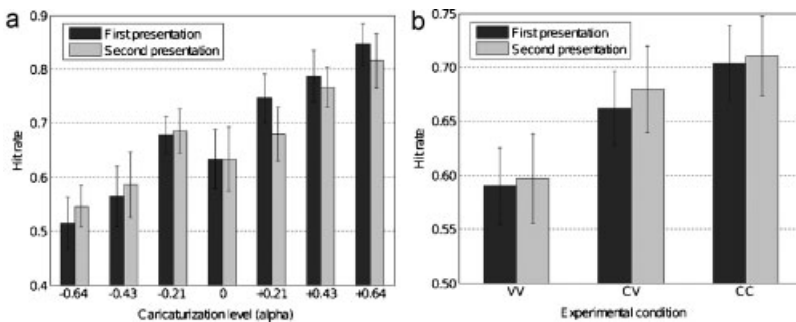 a
0.9
0.8
0.7
0.6
0.5
0.4
Hit rate
First presentation
Second presentation
-0.64
-0.43
-0.21
0
+0.21
+0.43
+0.64
Caricaturization level (alpha)
b
0.75
0.70
0.65
0.60
0.55
0.50
Hit rate
First presentation
Second presentation
VV
CV
CC
Experimental condition